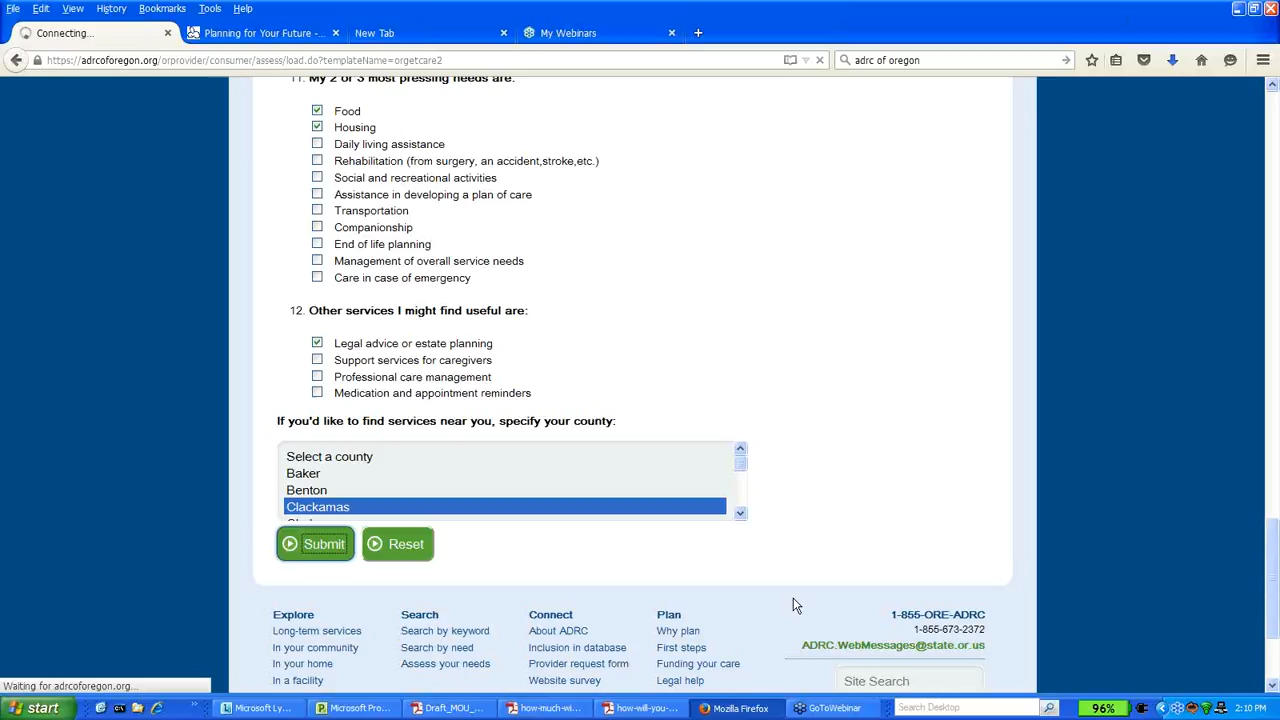 File Edit View History Bookmarks Tools Help
Connecting... Planning for Your Future -... New Tab My Webinars
https://adrcoforegon.org/orprovider/consumer/assess/load.do?templateName=orgetcare2 adrc of oregon
11. My 2 or 3 most pressing needs are:
Food
Housing
Daily living assistance
Rehabilitation (from surgery, an accident,stroke,etc.)
Social and recreational activities
Assistance in developing a plan of care
Transportation
Companionship
End of life planning
Management of overall service needs
Care in case of emergency
12. Other services I might find useful are:
Legal advice or estate planning
Support services for caregivers
Professional care management
Medication and appointment reminders
If you'd like to find services near you, specify your county:
Select a county
Baker
Benton
Clackamas
Submit Reset
Explore Search Connect Plan 1-855-ORE-ADRC
Long-term services Search by keyword About ADRC Why plan 1-855-673-2372
In your community Search by need Inclusion in database First steps ADRC.WebMessages@state.or.us
In your home Assess your needs Provider request form Funding your care
In a facility Website survey Legal help Site Search
Waiting for adrcoforegon.org...
start Microsoft Ly... Microsoft Pro... Draft_MOU_... how-much-wi... how-will-you-... Mozilla Firefox GoToWebinar Search Desktop 96% 2:10 PM